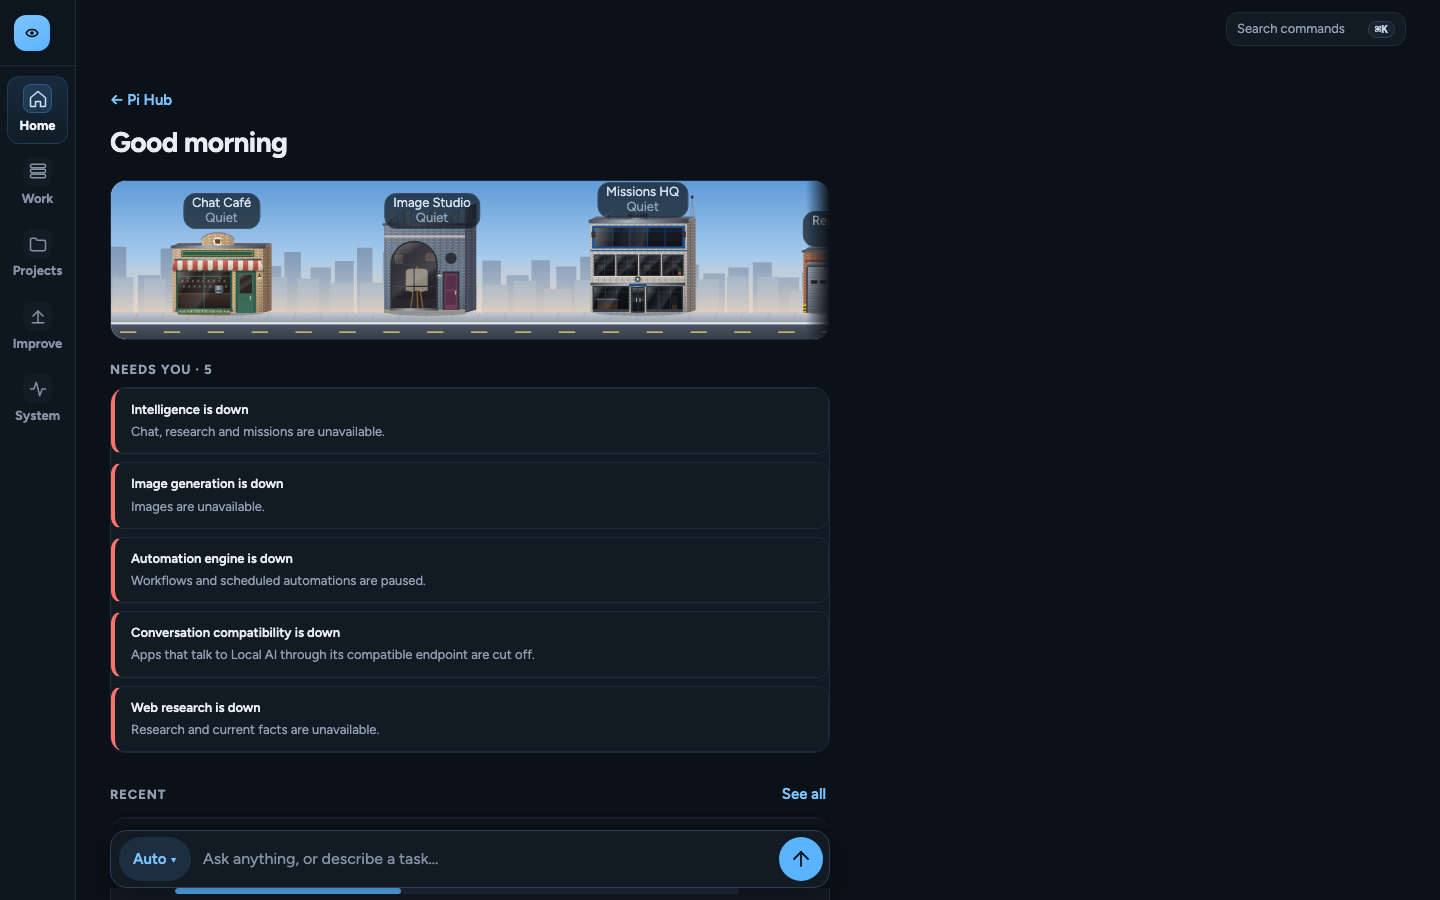 Search commands ⌘K
Home
Work
Projects
Improve
System
← Pi Hub
Good morning
Chat Café
Quiet
Image Studio
Quiet
Missions HQ
Quiet
NEEDS YOU · 5
Intelligence is down
Chat, research and missions are unavailable.
Image generation is down
Images are unavailable.
Automation engine is down
Workflows and scheduled automations are paused.
Conversation compatibility is down
Apps that talk to Local AI through its compatible endpoint are cut off.
Web research is down
Research and current facts are unavailable.
RECENT
See all
Auto ▾
Ask anything, or describe a task...